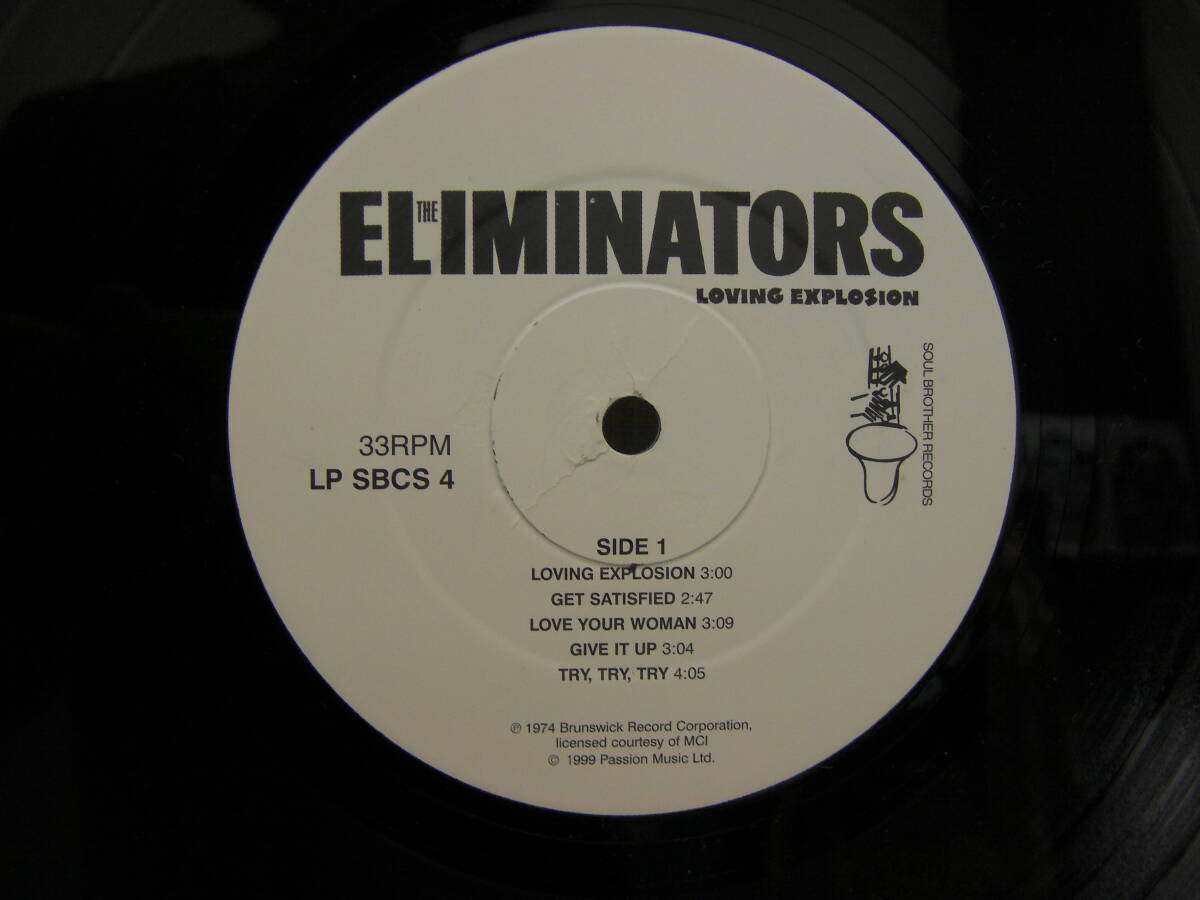 THE ELIMINATORS
LOVING EXPLOSION
SOUL BROTHER RECORDS
33RPM
LP SBCS 4
SIDE 1
LOVING EXPLOSION 3:00
GET SATISFIED 2:47
LOVE YOUR WOMAN 3:09
GIVE IT UP 3:04
TRY, TRY, TRY 4:05
℗ 1974 Brunswick Record Corporation,
licensed courtesy of MCI
© 1999 Passion Music Ltd.